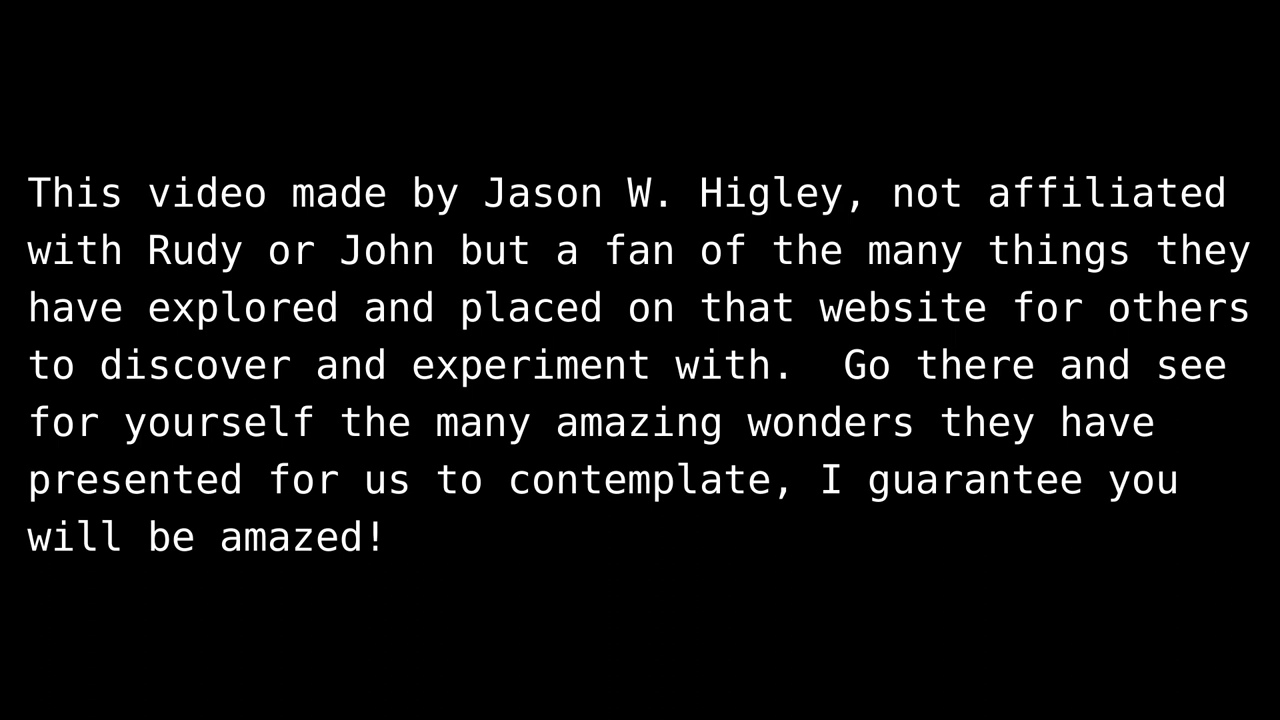 This video made by Jason W. Higley, not affiliated
with Rudy or John but a fan of the many things they
have explored and placed on that website for others
to discover and experiment with.  Go there and see
for yourself the many amazing wonders they have
presented for us to contemplate, I guarantee you
will be amazed!